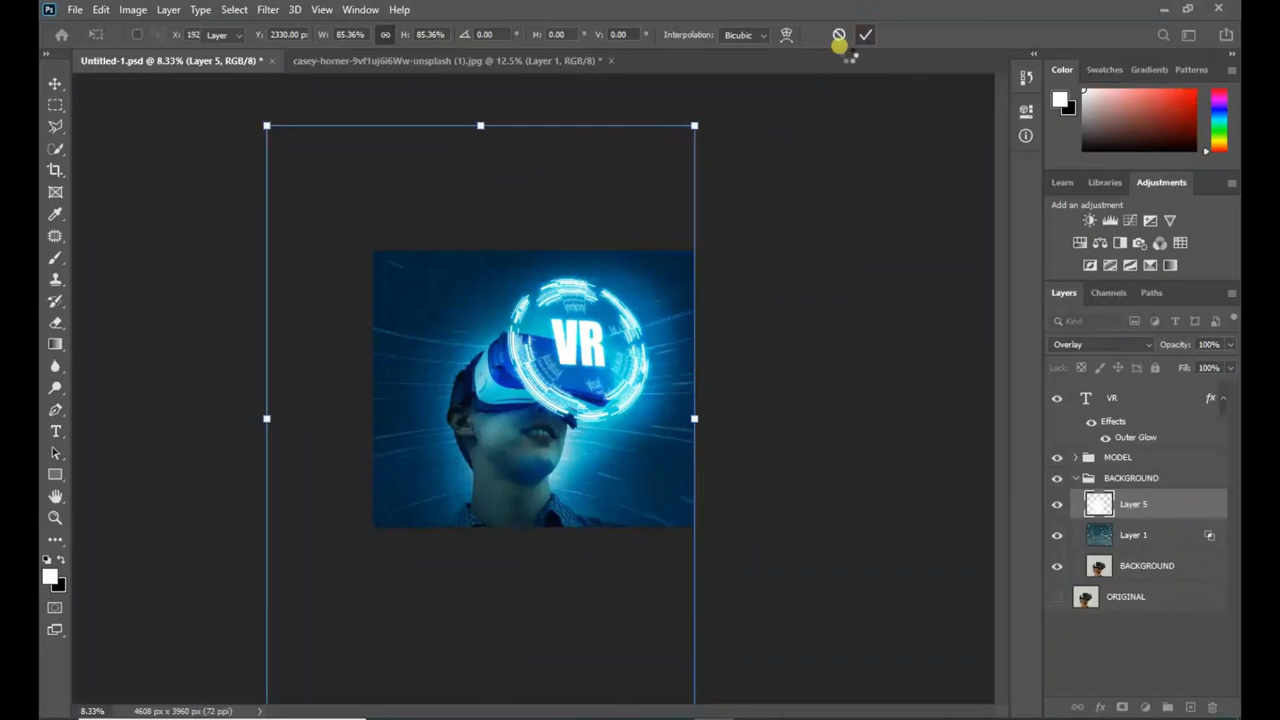 Ps File Edit Image Layer Type Select Filter 3D View Window Help
X: 192 Layer Y: 2330.00 p: W: 85.36% H: 85.36% 0.00 ° H: 0.00 ° V: 0.00 ° Interpolation: Bicubic
Untitled-1.psd @ 8.33% (Layer 5, RGB/8) * × casey-horner-9vf1uj6i6Ww-unsplash (1).jpg @ 12.5% (Layer 1, RGB/8) * ×
Color Swatches Gradients Patterns
Learn Libraries Adjustments
Add an adjustment
Layers Channels Paths
Kind
Overlay Opacity: 100%
Lock: Fill: 100%
VR
T VR fx
Effects
Outer Glow
MODEL
BACKGROUND
Layer 5
Layer 1
BACKGROUND
ORIGINAL
8.33% 4608 px x 3960 px (72 ppi)
fx